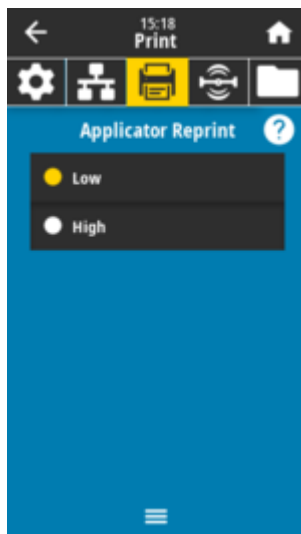 15:18
Print
Applicator Reprint
?
Low
High